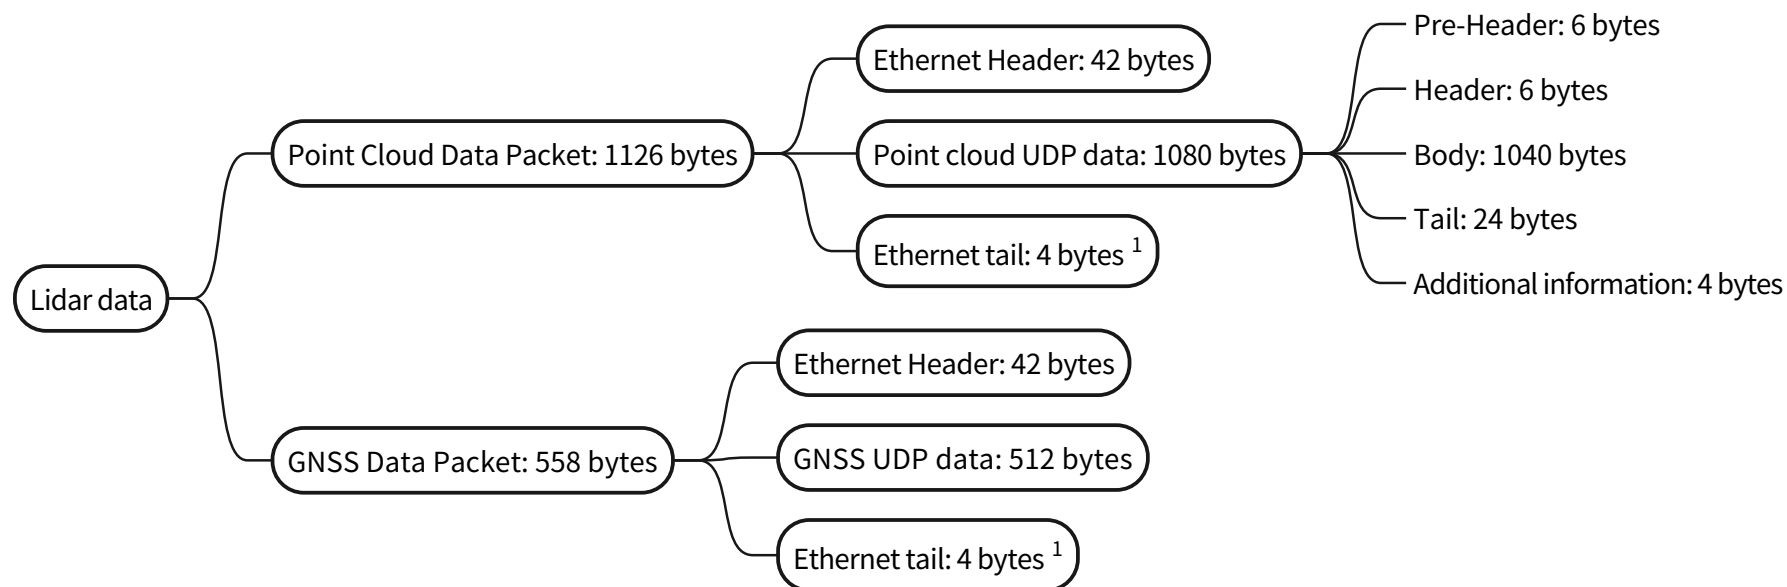 Lidar data
Point Cloud Data Packet: 1126 bytes
Ethernet Header: 42 bytes
Point cloud UDP data: 1080 bytes
Pre-Header: 6 bytes
Header: 6 bytes
Body: 1040 bytes
Tail: 24 bytes
Additional information: 4 bytes
Ethernet tail: 4 bytes 1
GNSS Data Packet: 558 bytes
Ethernet Header: 42 bytes
GNSS UDP data: 512 bytes
Ethernet tail: 4 bytes 1